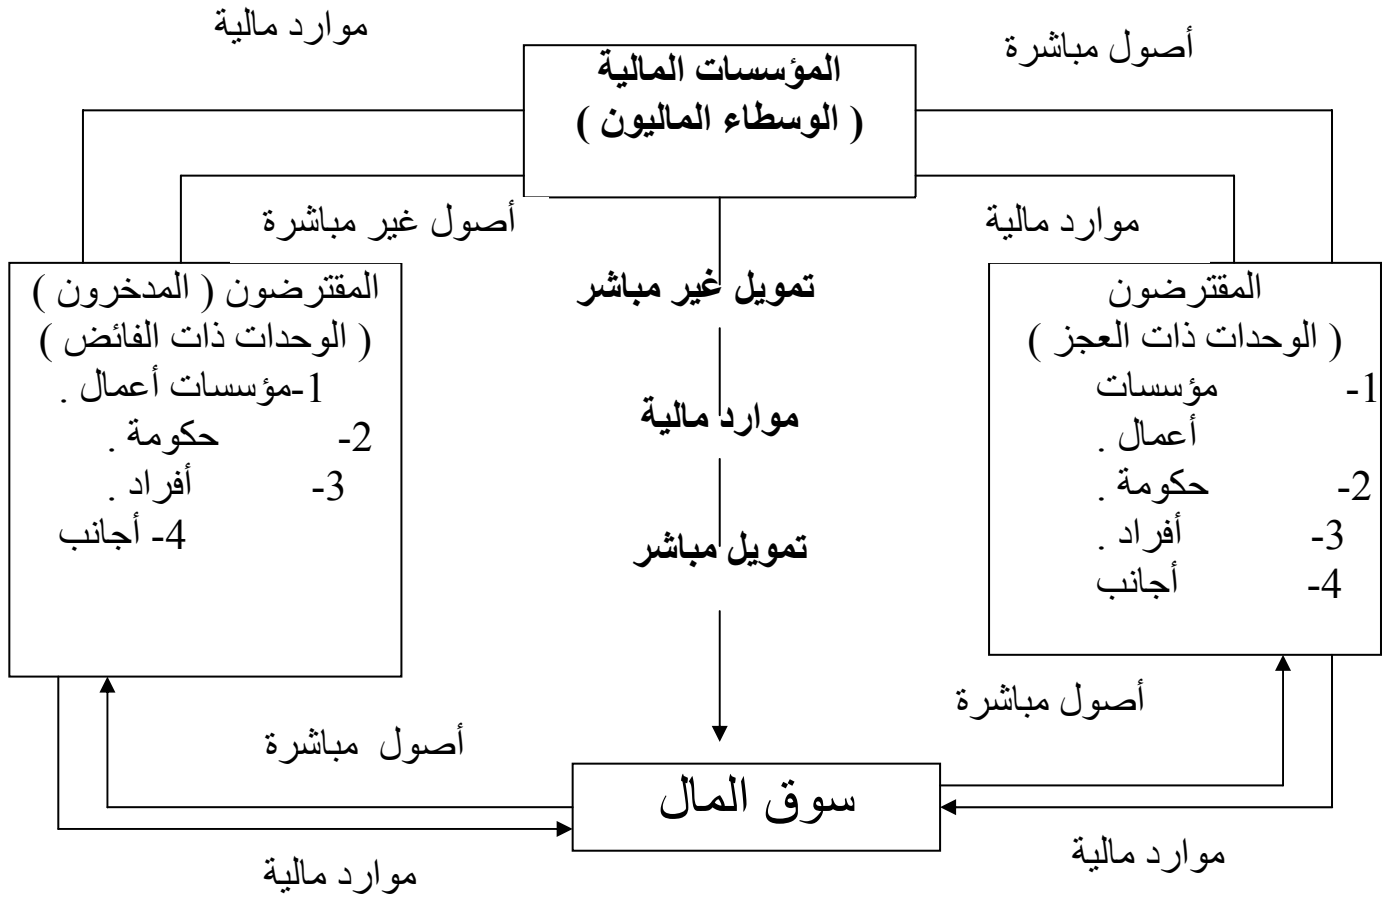 موارد مالية
أصول مباشرة
المؤسسات المالية
( الوسطاء الماليون )
أصول غير مباشرة
موارد مالية
المقترضون
( الوحدات ذات العجز )
1- مؤسسات
أعمال .
2- حكومة .
3- أفراد .
4- أجانب
تمويل غير مباشر
موارد مالية
تمويل مباشر
المقترضون ( المدخرون )
( الوحدات ذات الفائض )
1-مؤسسات أعمال .
2- حكومة .
3- أفراد .
4- أجانب
أصول مباشرة
أصول مباشرة
سوق المال
موارد مالية
موارد مالية